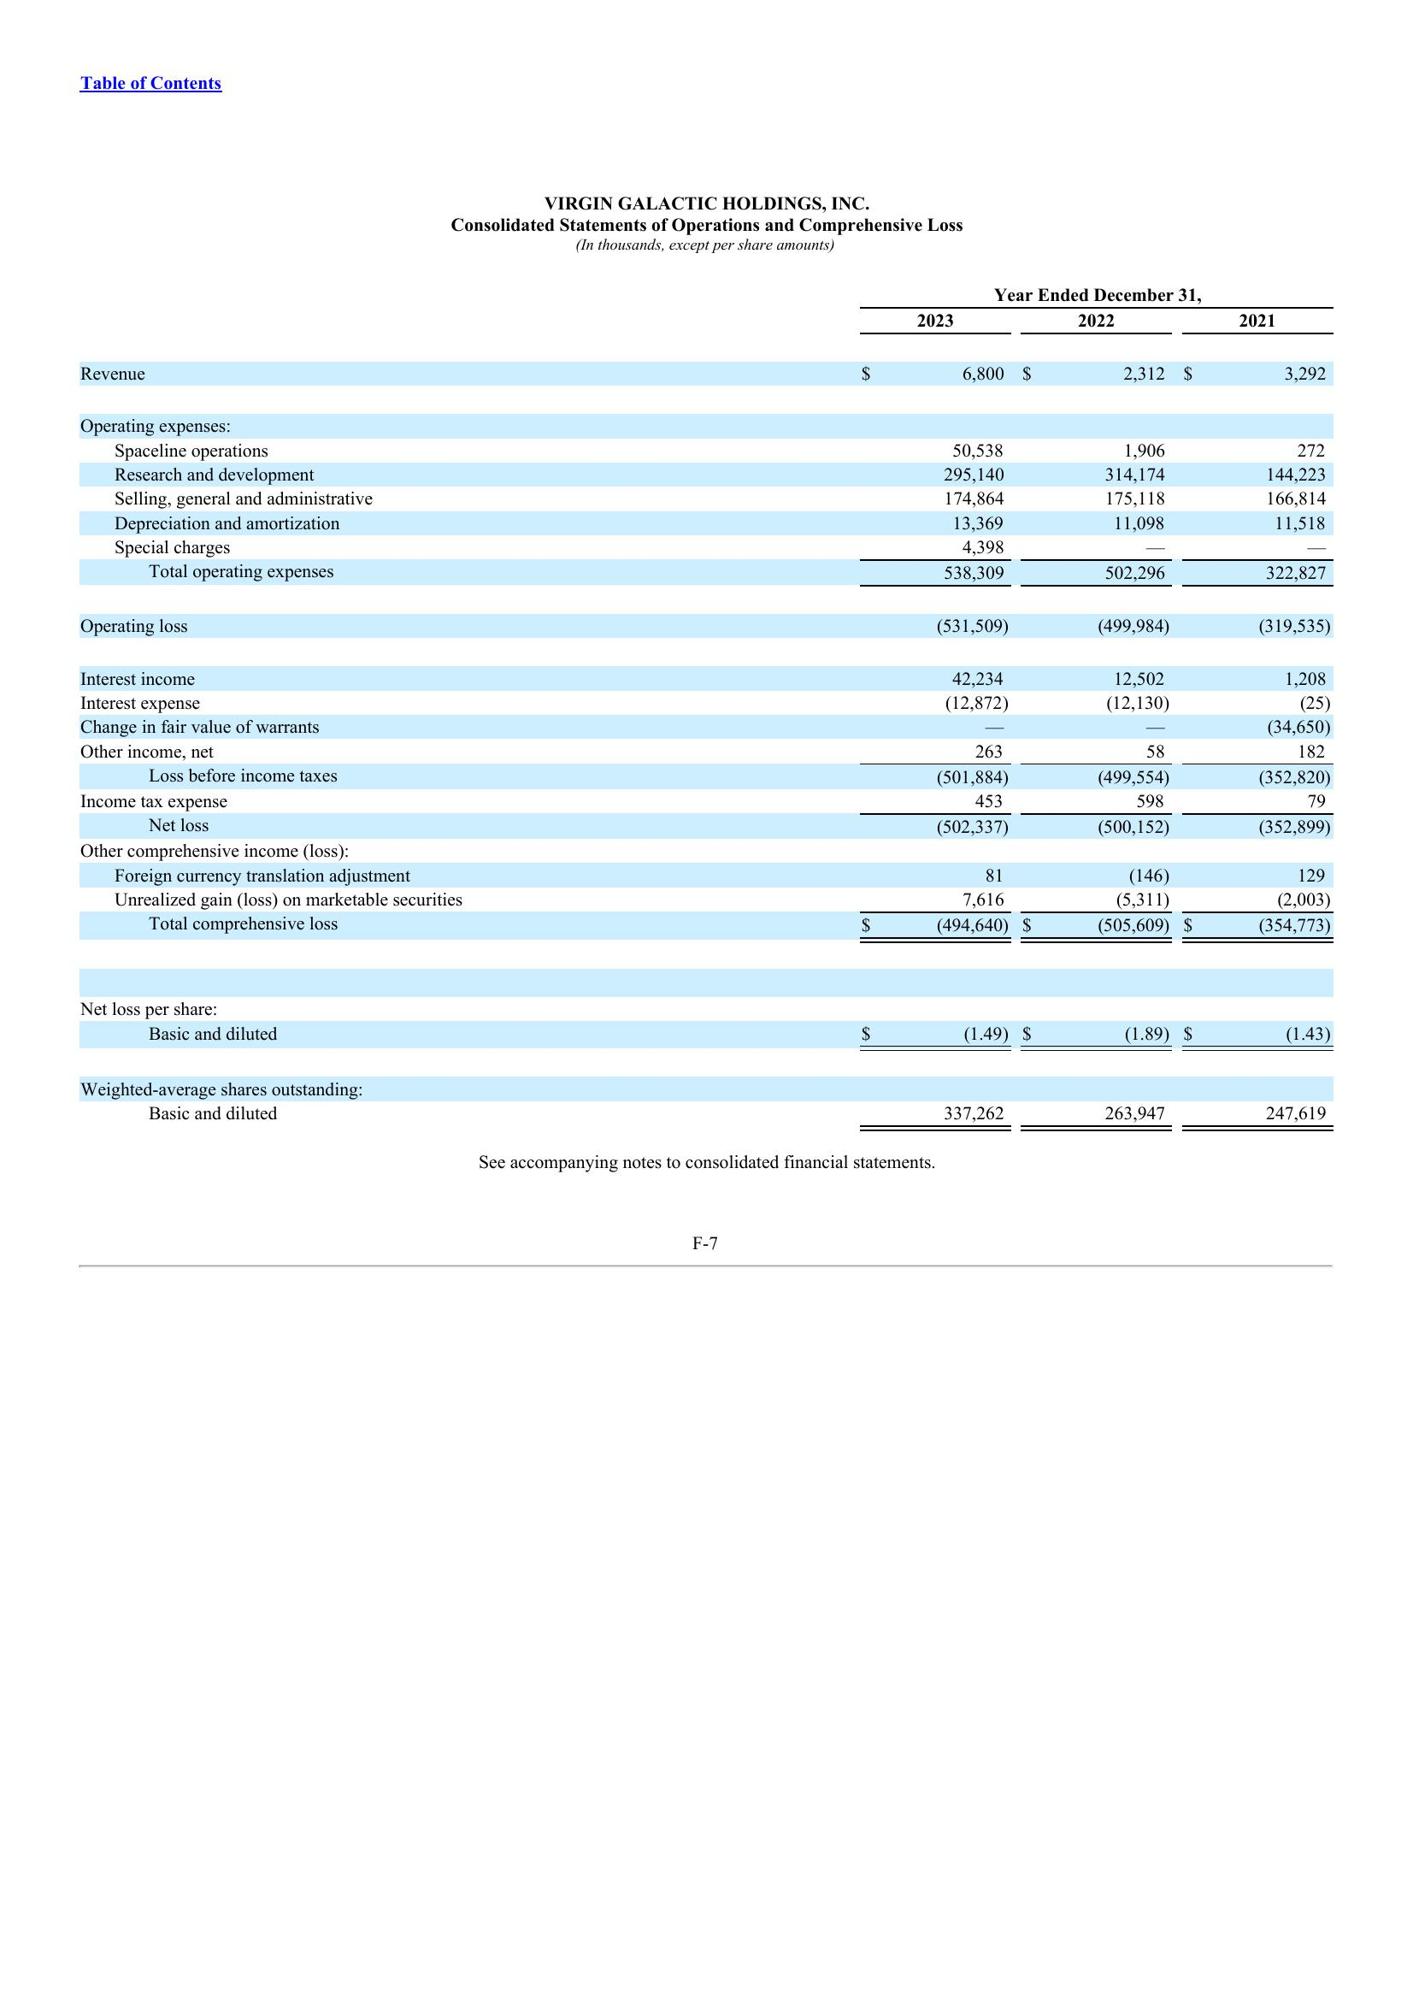 Table of Contents
VIRGIN GALACTIC HOLDINGS, INC.
Consolidated Statements of Operations and Comprehensive Loss
(In thousands, except per share amounts)
Year Ended December 31,
2023 2022 2021
Revenue $ 6,800 $ 2,312 $ 3,292
Operating expenses:
Spaceline operations 50,538 1,906 272
Research and development 295,140 314,174 144,223
Selling, general and administrative 174,864 175,118 166,814
Depreciation and amortization 13,369 11,098 11,518
Special charges 4,398 — —
Total operating expenses 538,309 502,296 322,827
Operating loss (531,509) (499,984) (319,535)
Interest income 42,234 12,502 1,208
Interest expense (12,872) (12,130) (25)
Change in fair value of warrants — — (34,650)
Other income, net 263 58 182
Loss before income taxes (501,884) (499,554) (352,820)
Income tax expense 453 598 79
Net loss (502,337) (500,152) (352,899)
Other comprehensive income (loss):
Foreign currency translation adjustment 81 (146) 129
Unrealized gain (loss) on marketable securities 7,616 (5,311) (2,003)
Total comprehensive loss $ (494,640) $ (505,609) $ (354,773)
Net loss per share:
Basic and diluted $ (1.49) $ (1.89) $ (1.43)
Weighted-average shares outstanding:
Basic and diluted 337,262 263,947 247,619
See accompanying notes to consolidated financial statements.
F-7